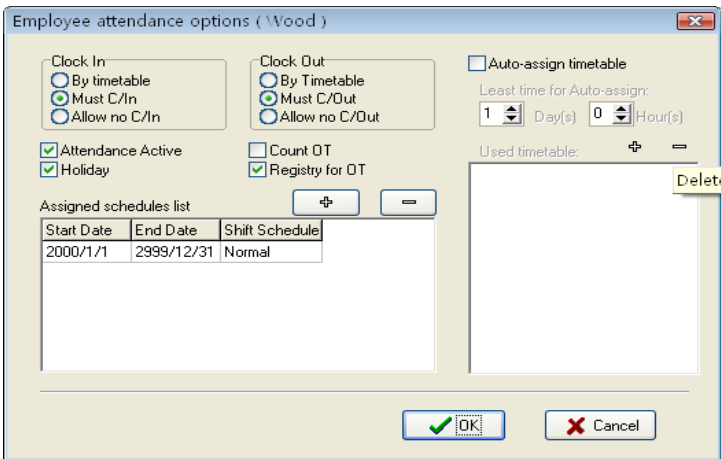 Employee attendance options ( \Wood )
Clock In
By timetable
Must C/In
Allow no C/In
Clock Out
By Timetable
Must C/Out
Allow no C/Out
Auto-assign timetable
Least time for Auto-assign:
1 Day(s) 0 Hour(s)
Attendance Active
Holiday
Count OT
Registry for OT
Used timetable:
Delete
Assigned schedules list
Start Date End Date Shift Schedule
2000/1/1 2999/12/31 Normal
OK
Cancel